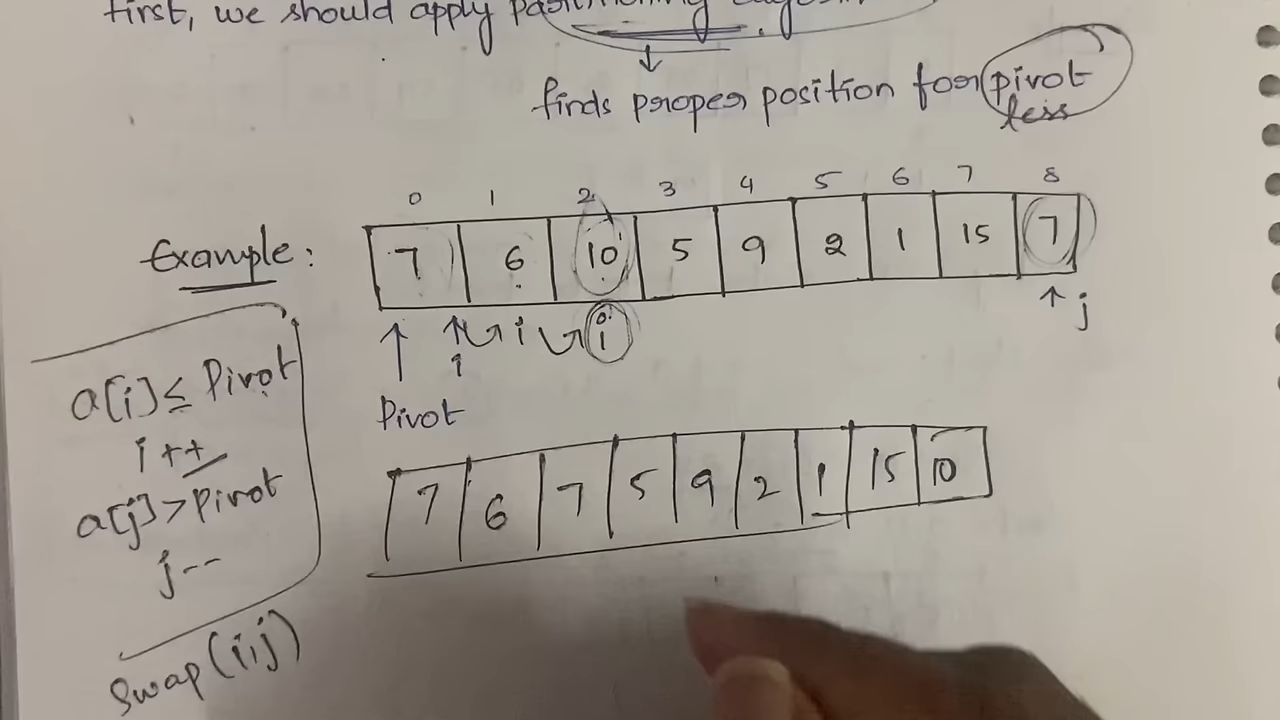 first, we should apply
finds proper position for pivot
less
0 1 2 3 4 5 6 7 8
Example: 7 6 10 5 9 2 1 15 7
i i i j
Pivot
a[i] ≤ Pivot
i++
a[j] > Pivot
j--
7 6 7 5 9 2 1 15 10
Swap(i,j)